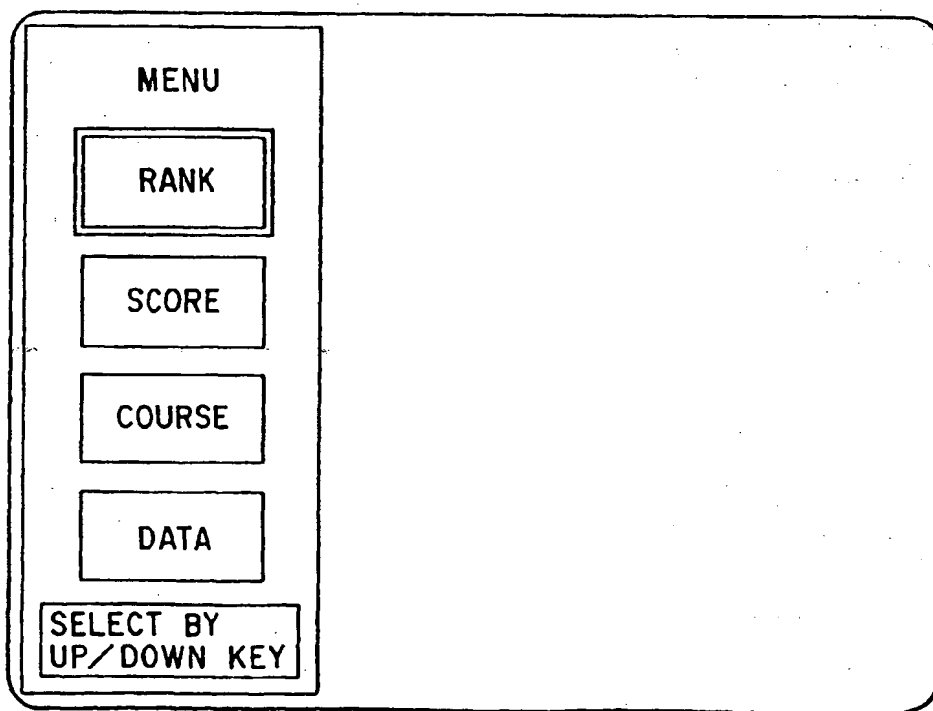 MENU
RANK
SCORE
COURSE
DATA
SELECT BY
UP/DOWN KEY